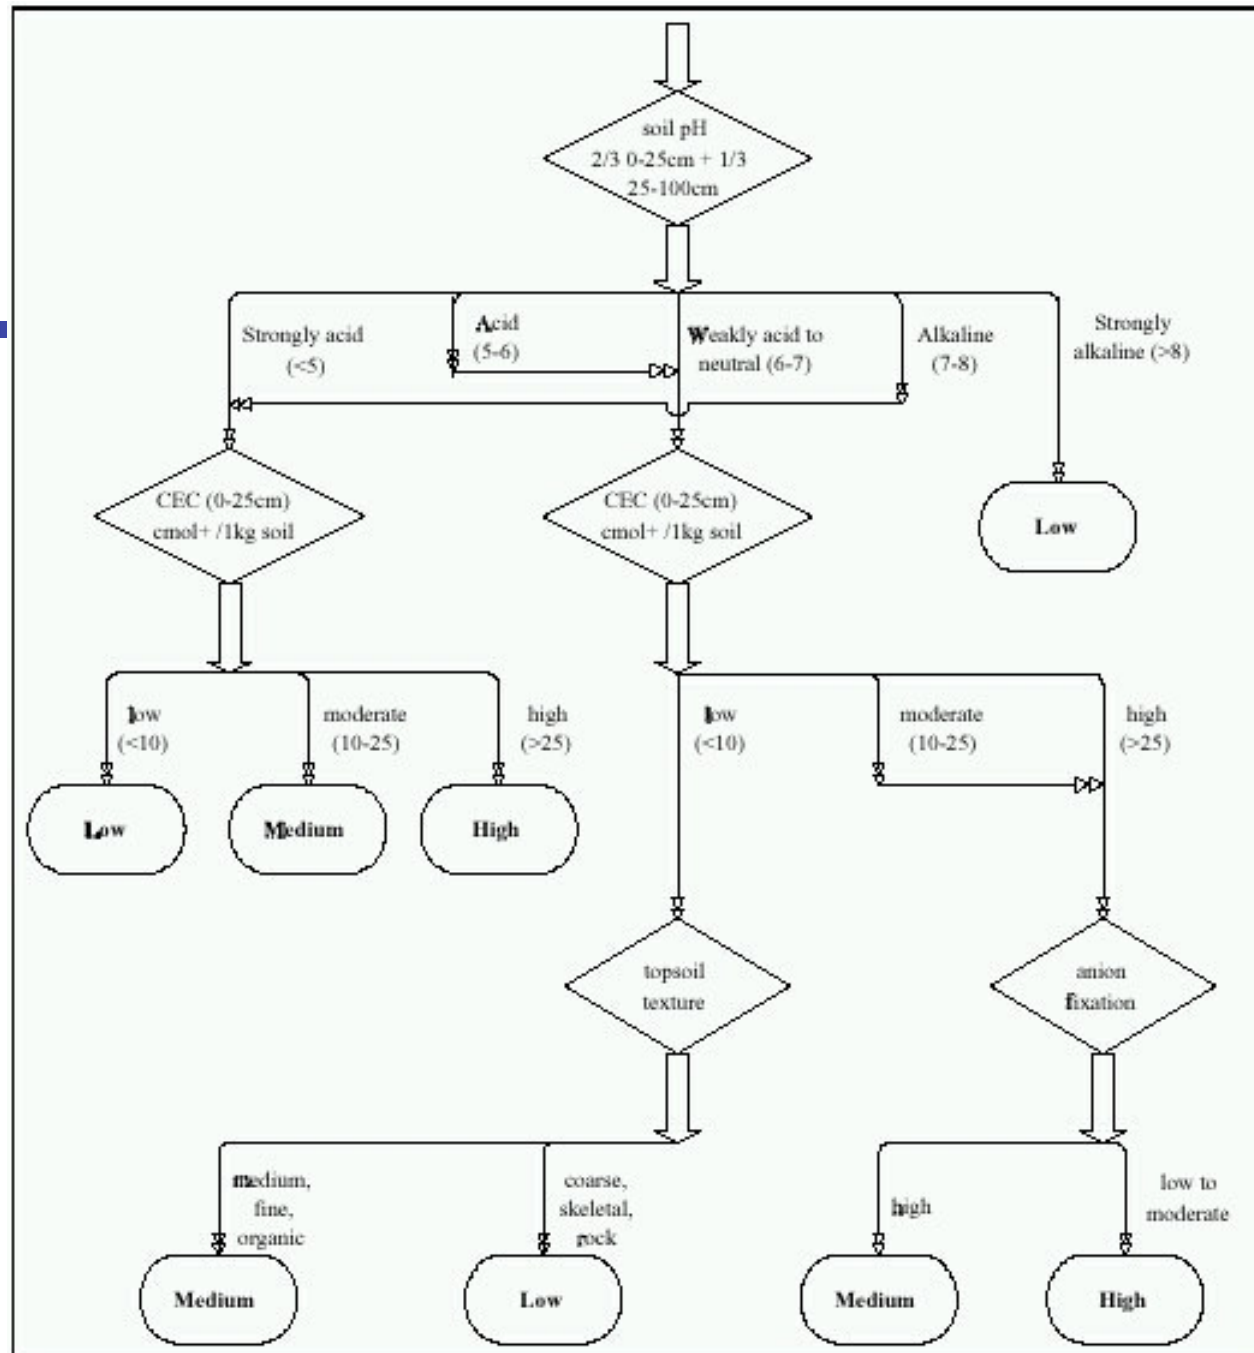 soil pH
2/3 0-25cm + 1/3
25-100cm
Strongly acid
(<5)
Acid
(5-6)
Weakly acid to
neutral (6-7)
Alkaline
(7-8)
Strongly
alkaline (>8)
CEC (0-25cm)
cmol+ /1kg soil
CEC (0-25cm)
cmol+ /1kg soil
Low
low
(<10)
moderate
(10-25)
high
(>25)
low
(<10)
moderate
(10-25)
high
(>25)
Low
Medium
High
topsoil
texture
anion
fixation
medium,
fine,
organic
coarse,
skeletal,
rock
high
low to
moderate
Medium
Low
Medium
High